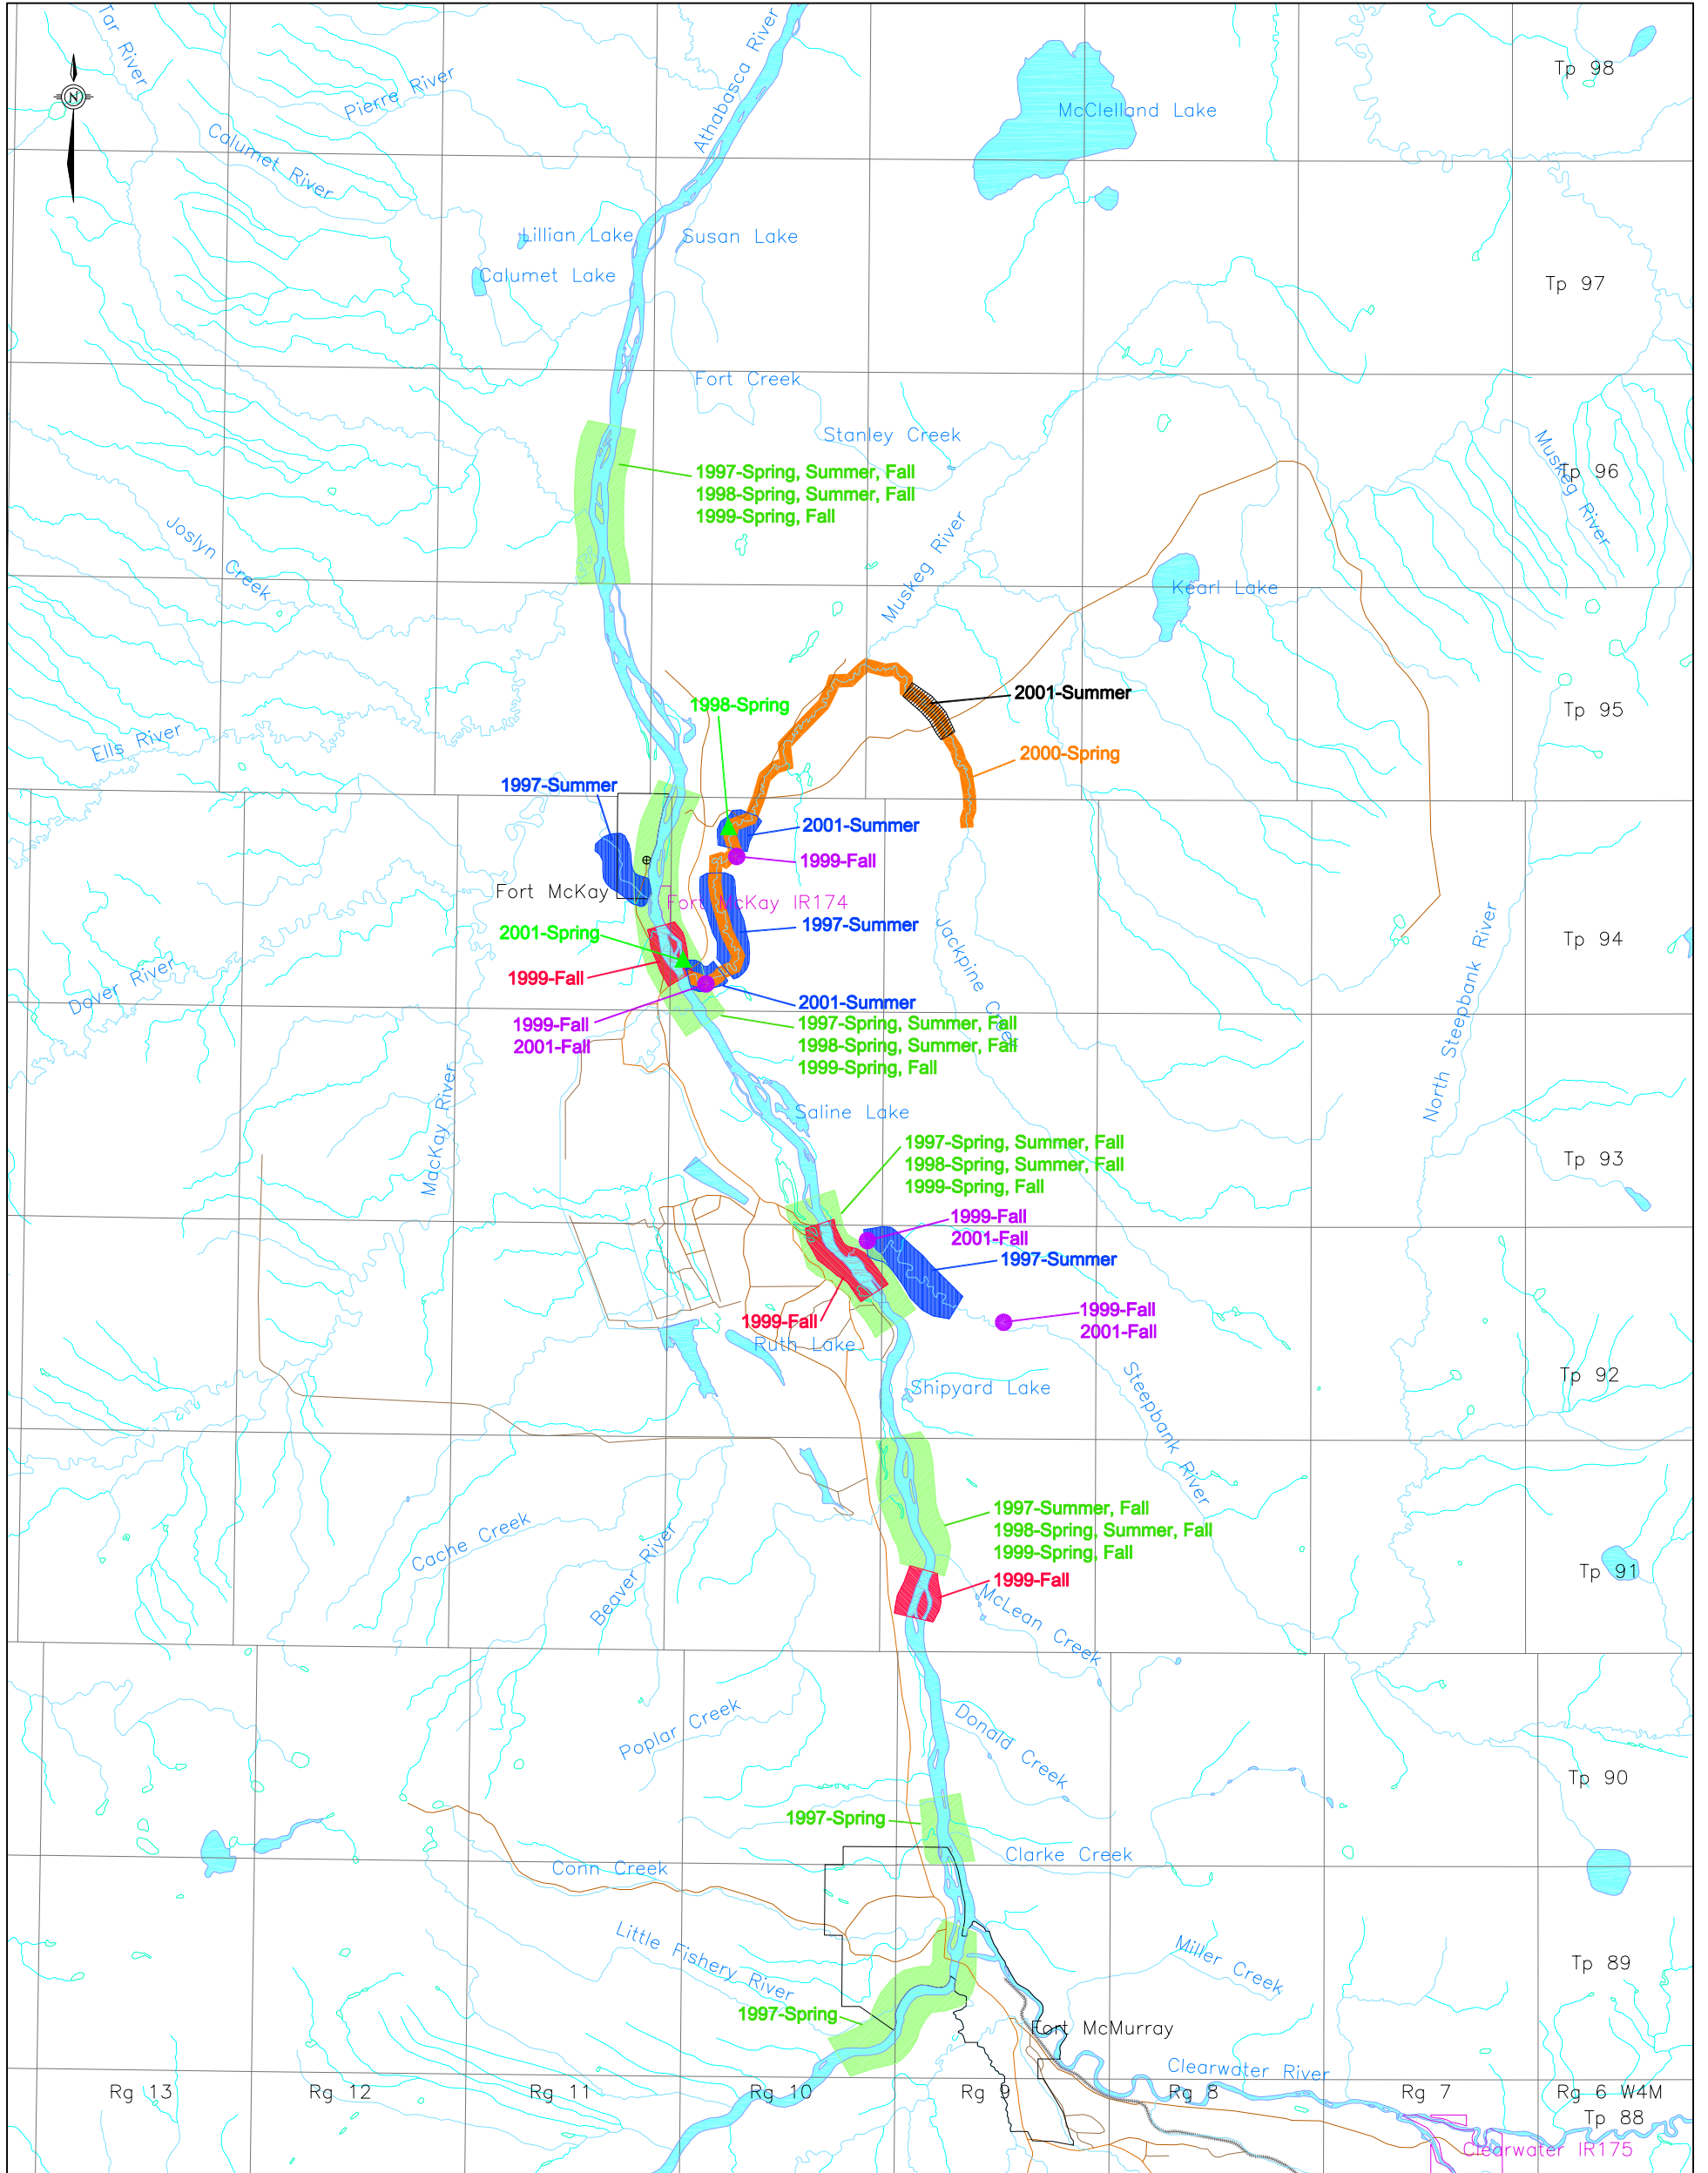 Tar River
Athabasca River
Pierre River
Calumet River
N
McClelland Lake
Tp 98
Lillian Lake
Susan Lake
Calumet Lake
Tp 97
Fort Creek
Stanley Creek
Muskeg River
Tp 96
1997-Spring, Summer, Fall
1998-Spring, Summer, Fall
1999-Spring, Fall
Joslyn Creek
Muskeg River
Kearl Lake
2001-Summer
1998-Spring
Tp 95
Ells River
2000-Spring
1997-Summer
2001-Summer
1999-Fall
Fort McKay
Fort McKay IR174
1997-Summer
2001-Spring
Jackpine Creek
North Steepbank River
Tp 94
1999-Fall
Dover River
2001-Summer
1999-Fall
2001-Fall
1997-Spring, Summer, Fall
1998-Spring, Summer, Fall
1999-Spring, Fall
MacKay River
Saline Lake
1997-Spring, Summer, Fall
1998-Spring, Summer, Fall
1999-Spring, Fall
Tp 93
1999-Fall
2001-Fall
1997-Summer
1999-Fall
2001-Fall
1999-Fall
Ruth Lake
Shipyard Lake
Steepbank River
Tp 92
1997-Summer, Fall
1998-Spring, Summer, Fall
1999-Spring, Fall
Cache Creek
Beaver River
1999-Fall
McLean Creek
Tp 91
Poplar Creek
Donald Creek
Tp 90
1997-Spring
Clarke Creek
Conn Creek
Little Fishery River
Miller Creek
Tp 89
1997-Spring
Fort McMurray
Clearwater River
Rg 13
Rg 12
Rg 11
Rg 10
Rg 9
Rg 8
Rg 7
Rg 6 W4M
Tp 88
Clearwater IR175